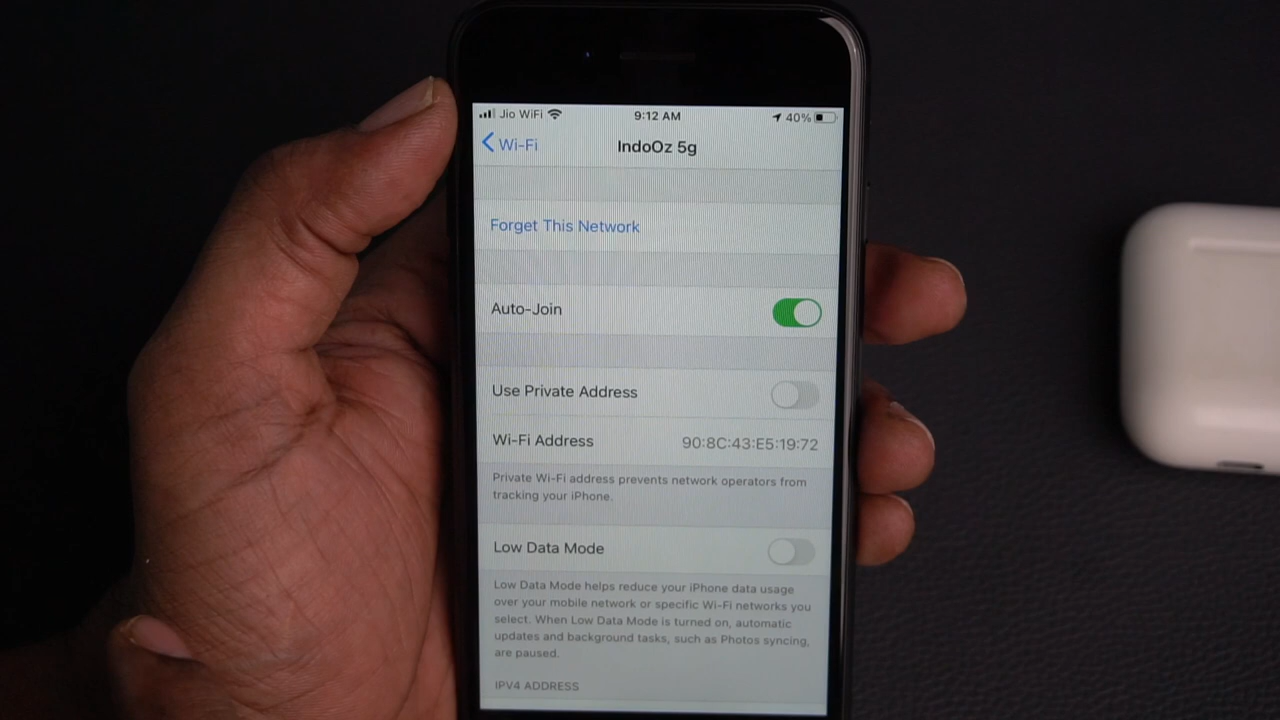 Jio WiFi 9:12 AM 40%
Wi-Fi IndoOz 5g
Forget This Network
Auto-Join
Use Private Address
Wi-Fi Address 90:8C:43:E5:19:72
Private Wi-Fi address prevents network operators from
tracking your iPhone.
Low Data Mode
Low Data Mode helps reduce your iPhone data usage
over your mobile network or specific Wi-Fi networks you
select. When Low Data Mode is turned on, automatic
updates and background tasks, such as Photos syncing,
are paused.
IPV4 ADDRESS